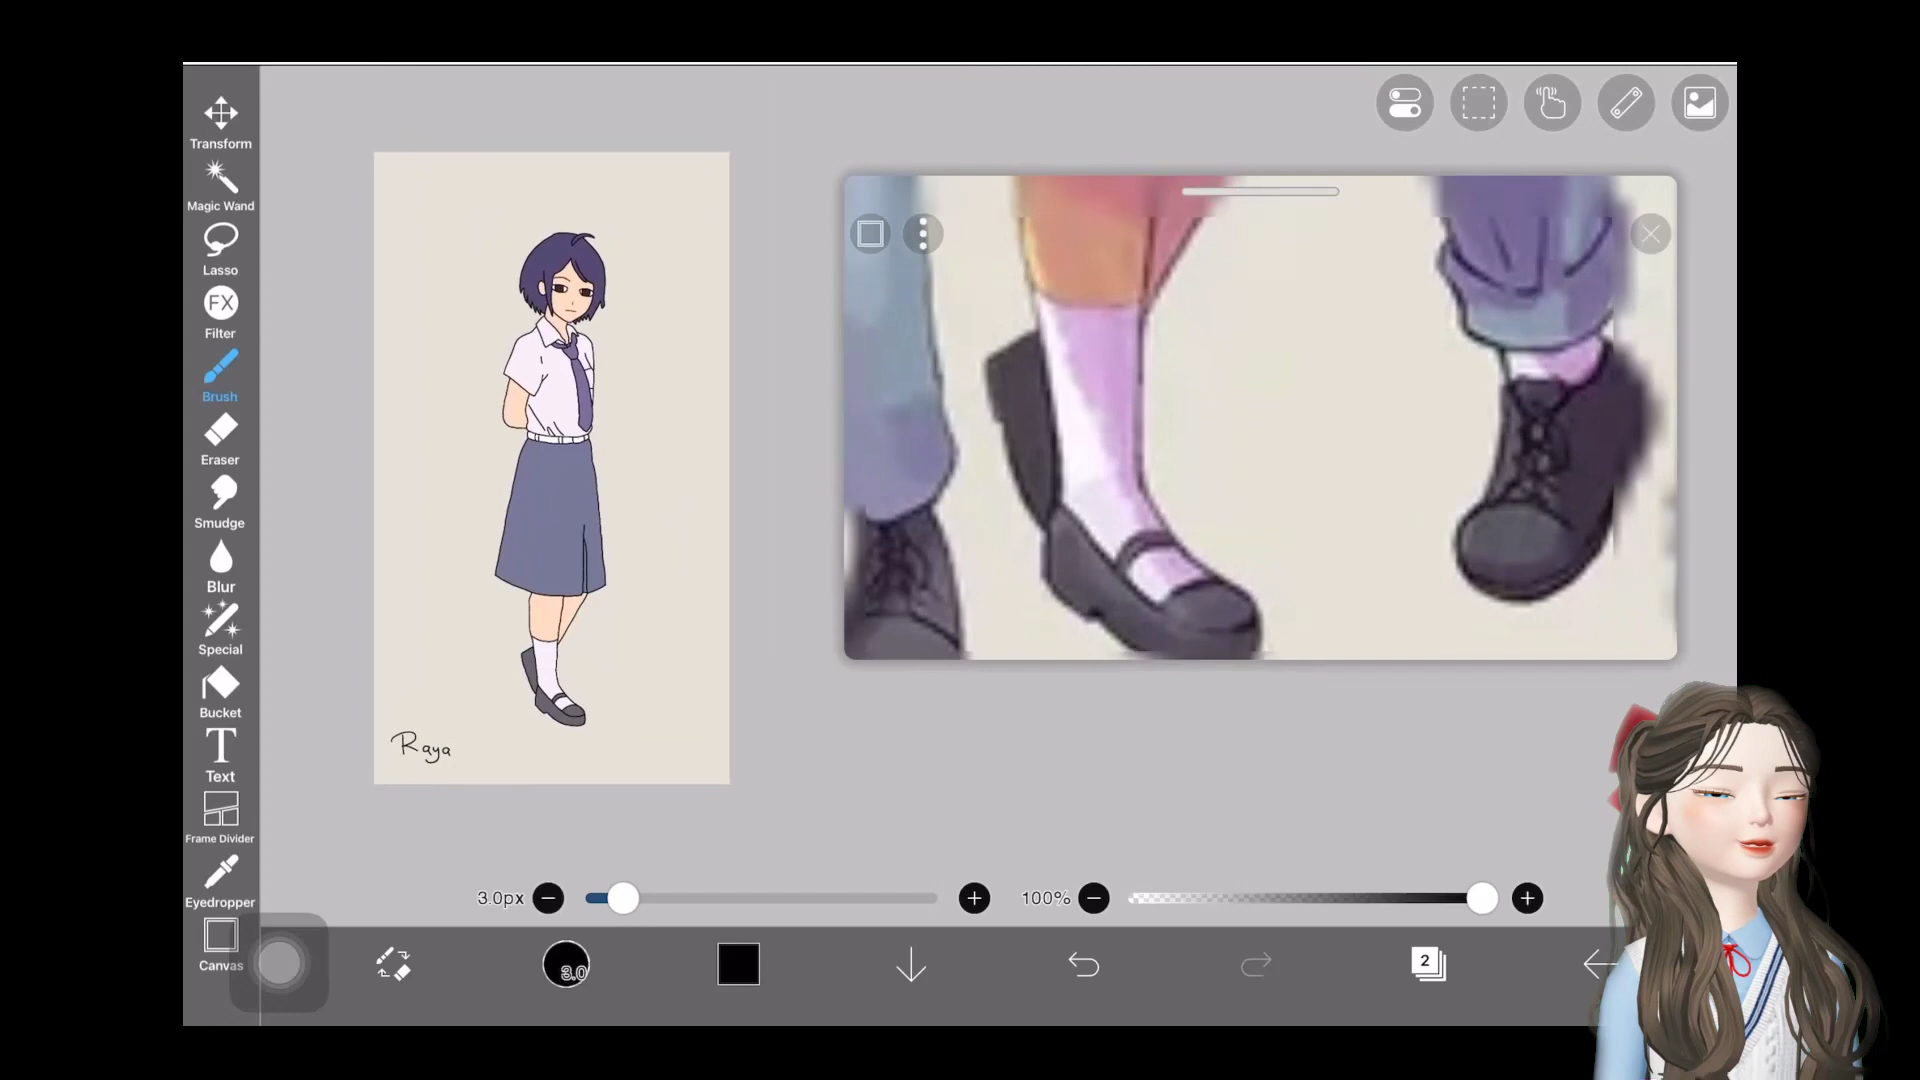 Transform
Magic Wand
Lasso
FX
Filter
Brush
Eraser
Smudge
Blur
Special
Bucket
T
Text
Frame Divider
Eyedropper
Canvas
Raya
3.0px
100%
3.0
2